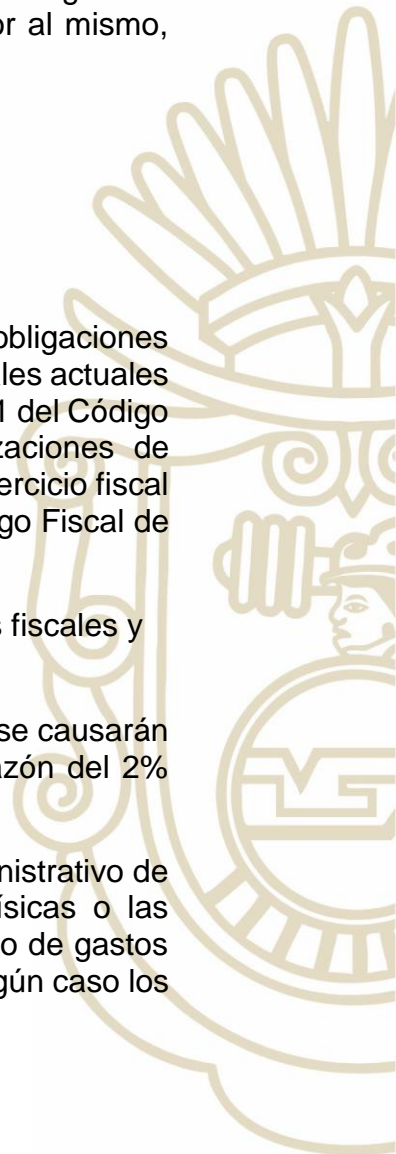 or al mismo,
obligaciones
les actuales
1 del Código
zaciones de
ercicio fiscal
go Fiscal de
s fiscales y
se causarán
azón del 2%
nistrativo de
ísicas o las
o de gastos
gún caso los